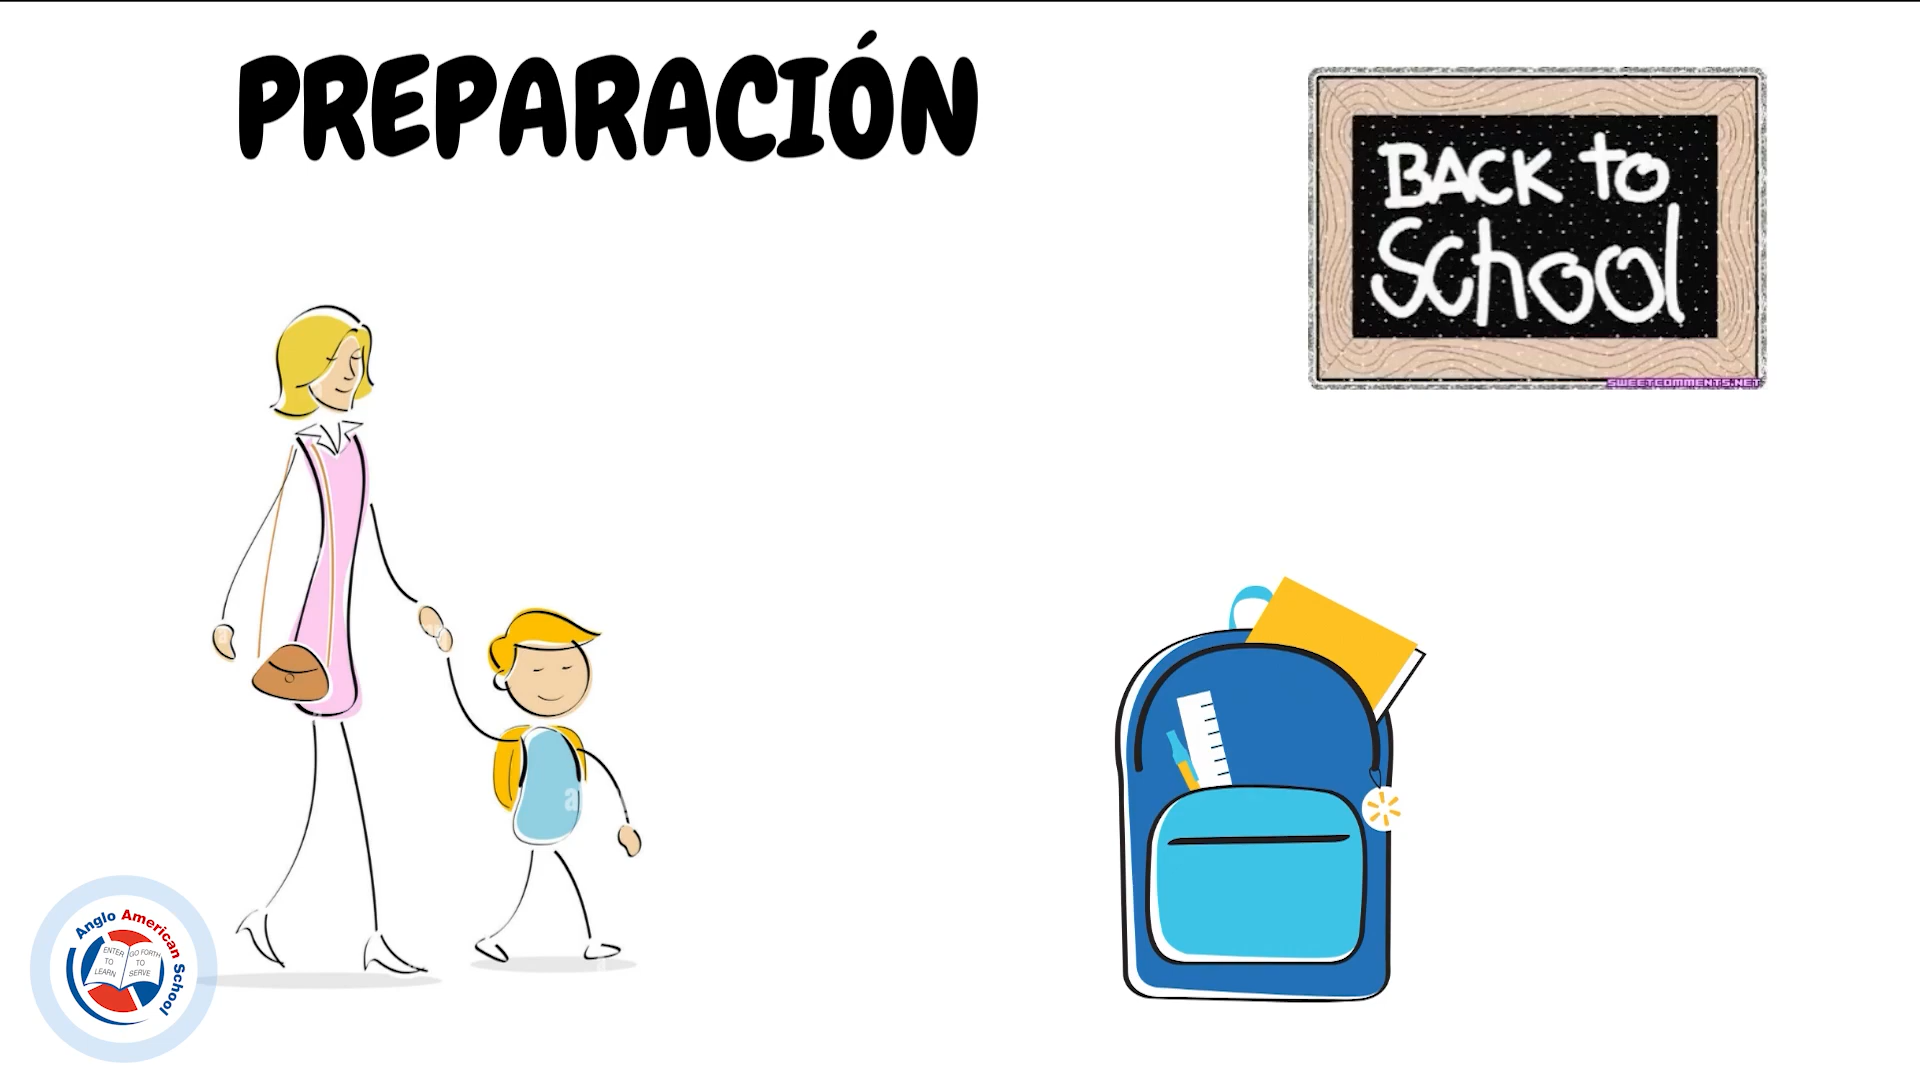 PREPARACIÓN
BACK to
School
SWEETCOMMENTS.NET
Anglo American School
ENTER
TO
LEARN
GO FORTH
TO
SERVE
a